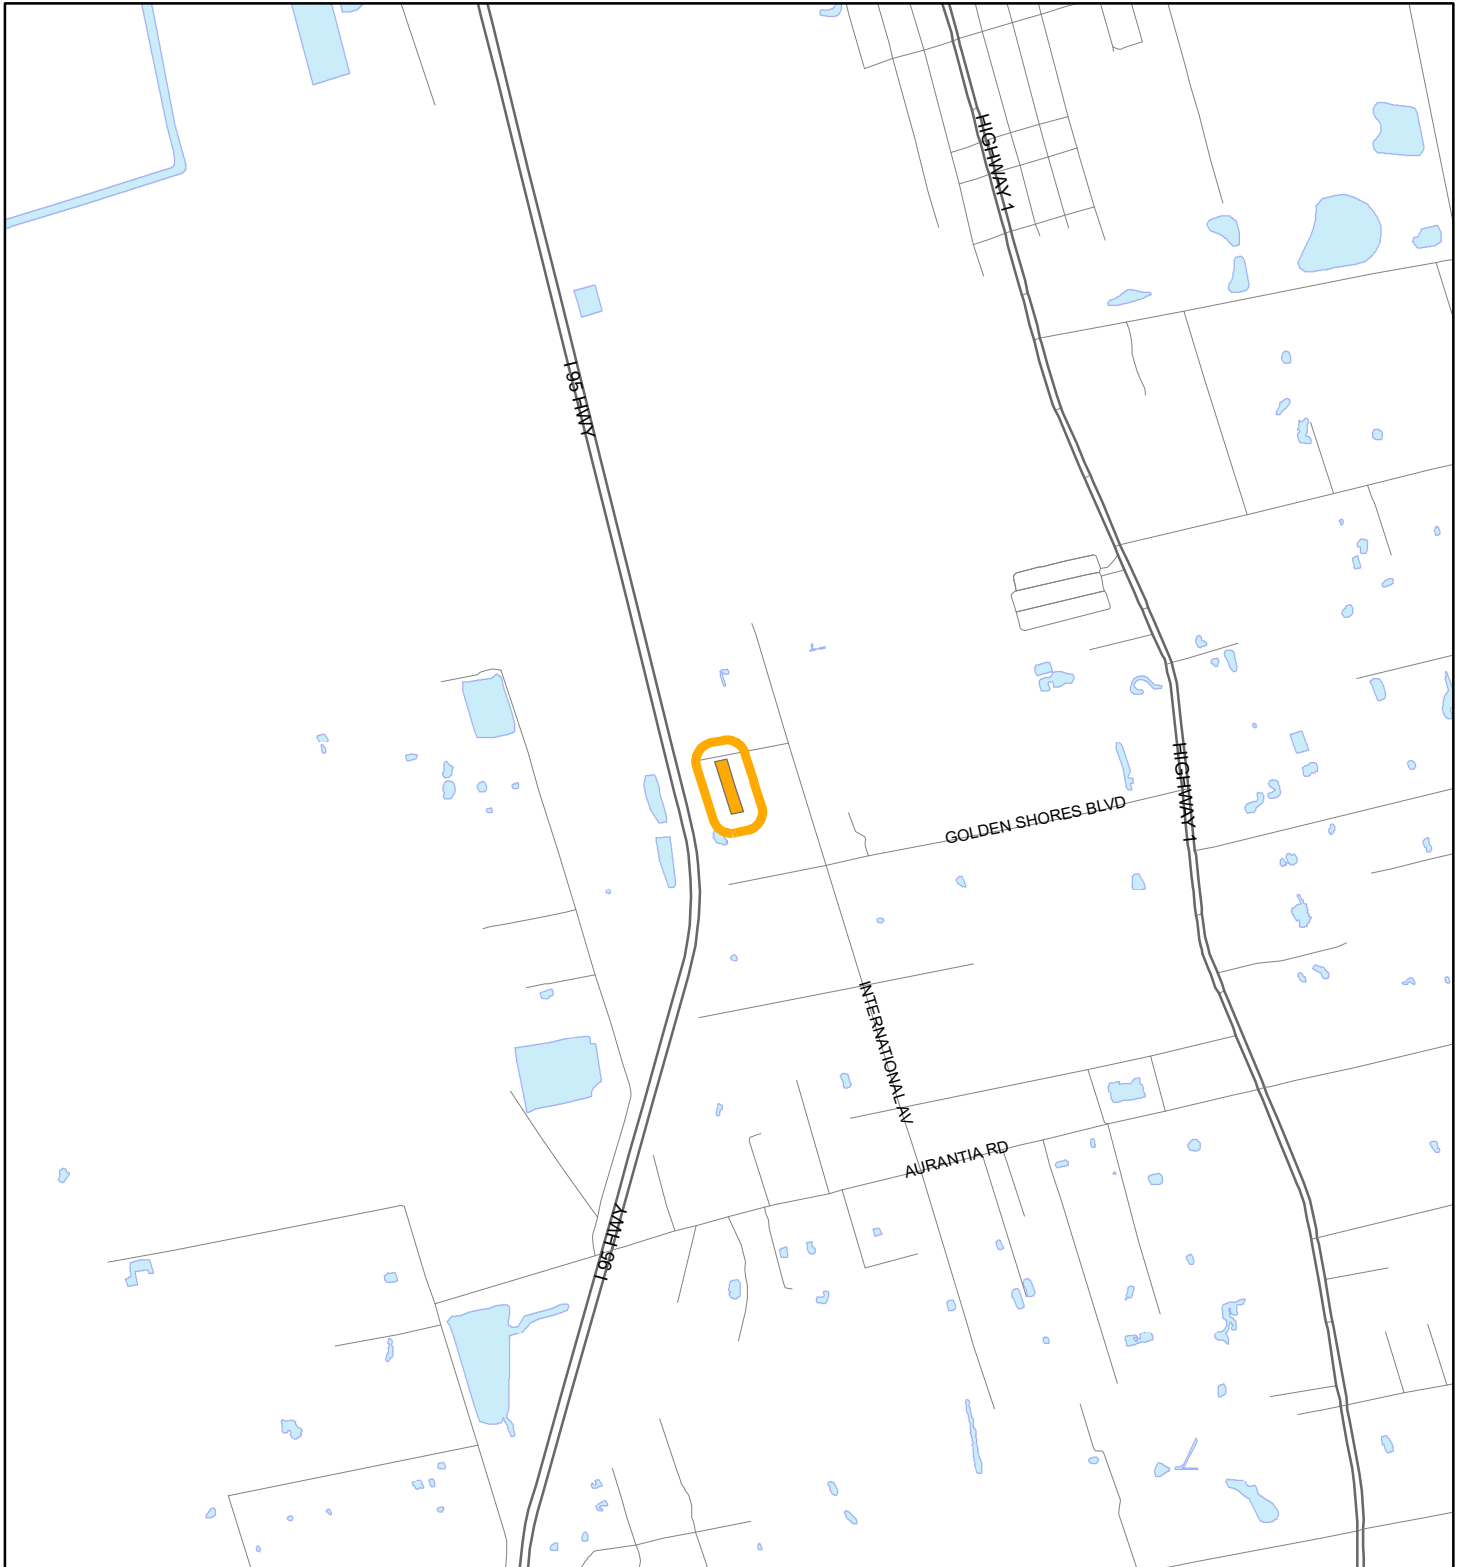 HIGHWAY 1
I 95 HWY
HIGHWAY 1
GOLDEN SHORES BLVD
INTERNATIONAL AV
AURANTIA RD
I 95 HWY